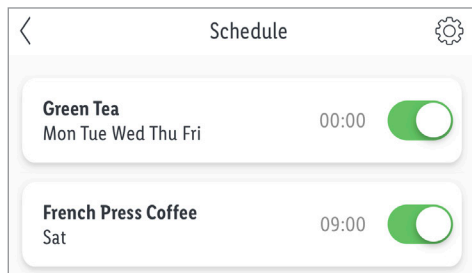 Schedule
Green Tea
Mon Tue Wed Thu Fri
00:00
French Press Coffee
Sat
09:00